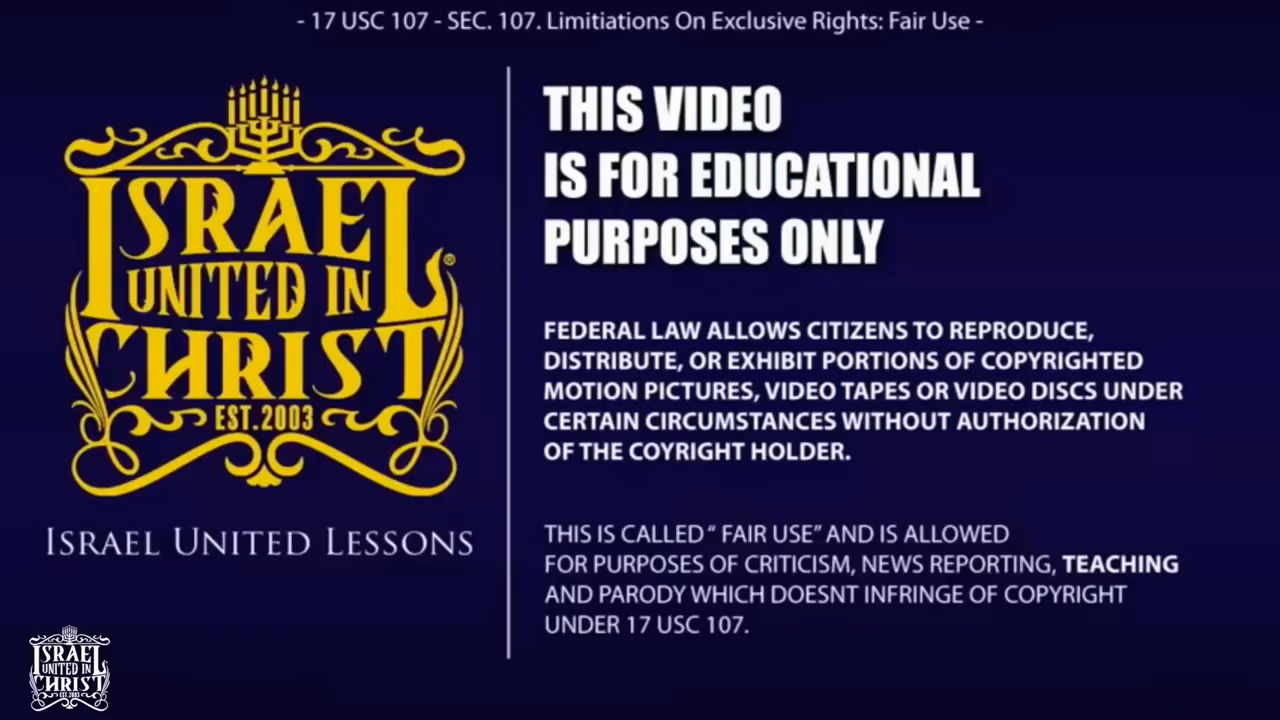 - 17 USC 107 - SEC. 107. Limitiations On Exclusive Rights: Fair Use -
ISRAEL
UNITED IN
CHRIST
EST.2003
®
ISRAEL UNITED LESSONS
THIS VIDEO
IS FOR EDUCATIONAL
PURPOSES ONLY
FEDERAL LAW ALLOWS CITIZENS TO REPRODUCE,
DISTRIBUTE, OR EXHIBIT PORTIONS OF COPYRIGHTED
MOTION PICTURES, VIDEO TAPES OR VIDEO DISCS UNDER
CERTAIN CIRCUMSTANCES WITHOUT AUTHORIZATION
OF THE COYRIGHT HOLDER.
THIS IS CALLED “ FAIR USE” AND IS ALLOWED
FOR PURPOSES OF CRITICISM, NEWS REPORTING, TEACHING
AND PARODY WHICH DOESNT INFRINGE OF COPYRIGHT
UNDER 17 USC 107.
ISRAEL
UNITED IN
CHRIST
EST.2003